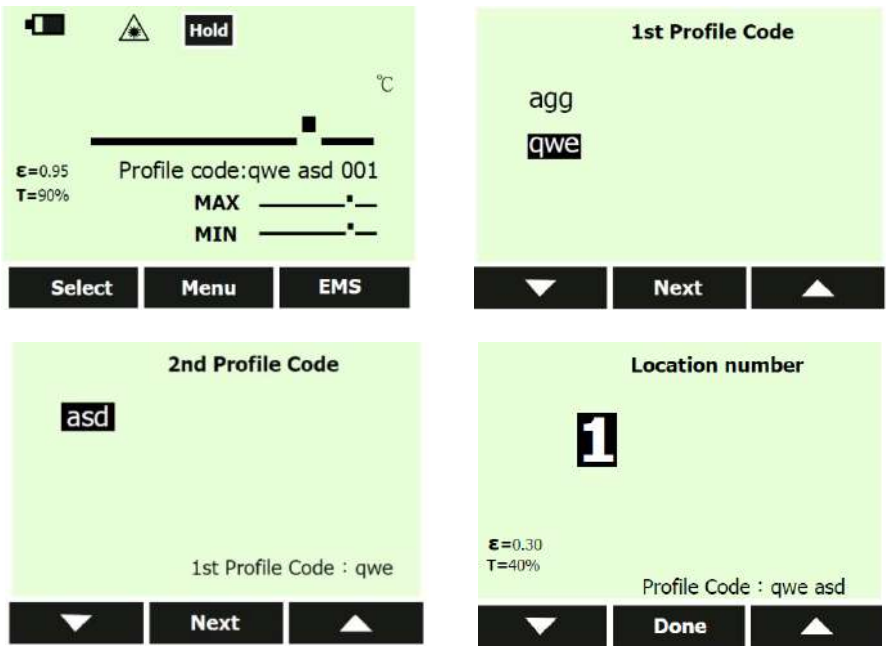 Hold
℃
ε=0.95
Profile code:qwe asd 001
T=90%
MAX
MIN
Select Menu EMS
1st Profile Code
agg
qwe
Next
2nd Profile Code
asd
1st Profile Code : qwe
Next
Location number
1
ε=0.30
T=40%
Profile Code : qwe asd
Done